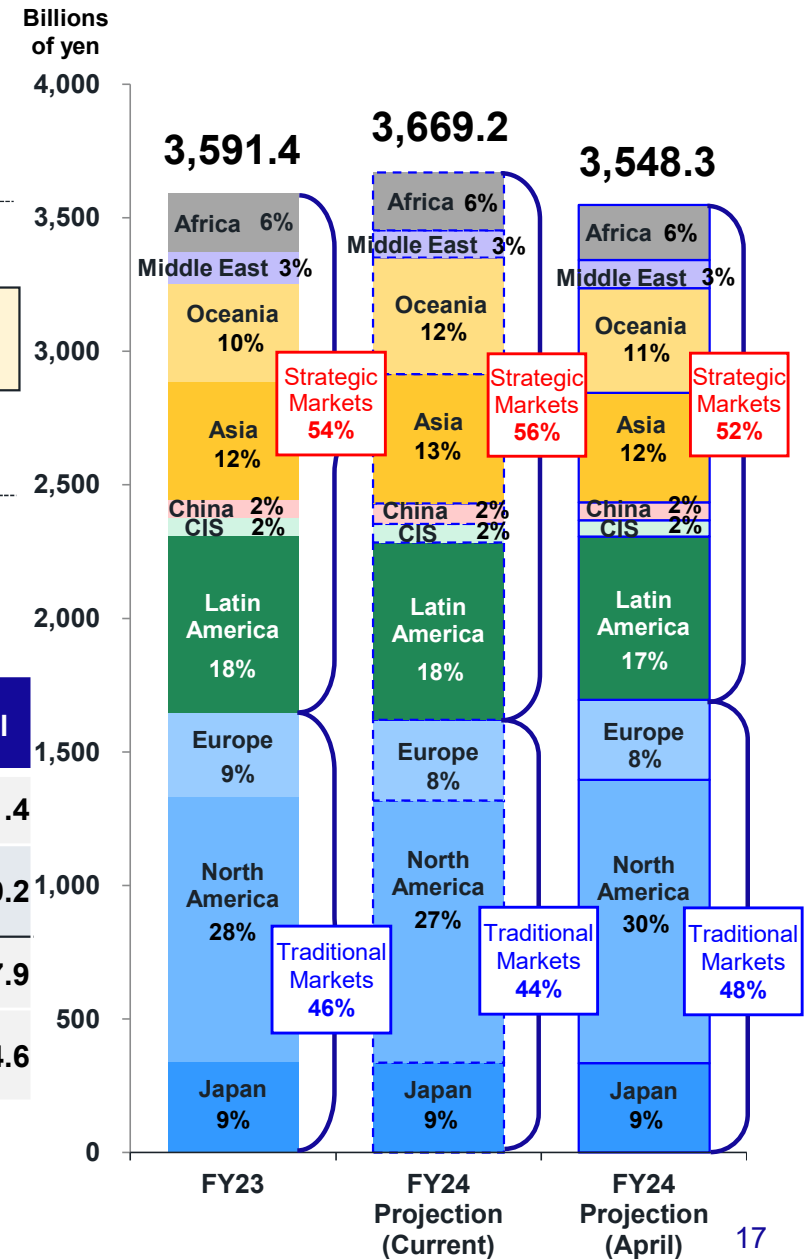 Billions
of yen
4,000
3,500
3,000
2,500
2,000
1,500
1,000
500
0
3,591.4
Africa 6%
Middle East 3%
Oceania
10%
Asia
12%
China 2%
CIS 2%
Latin
America
18%
Europe
9%
North
America
28%
Japan
9%
Strategic
Markets
54%
Traditional
Markets
46%
FY23
3,669.2
Africa 6%
Middle East 3%
Oceania
12%
Asia
13%
China 2%
CIS 2%
Latin
America
18%
Europe
8%
North
America
27%
Japan
9%
Strategic
Markets
56%
Traditional
Markets
44%
FY24
Projection
(Current)
3,548.3
Africa 6%
Middle East 3%
Oceania
11%
Asia
12%
China 2%
CIS 2%
Latin
America
17%
Europe
8%
North
America
30%
Japan
9%
Strategic
Markets
52%
Traditional
Markets
48%
FY24
Projection
(April)
l
.4
.2
7.9
.6
17